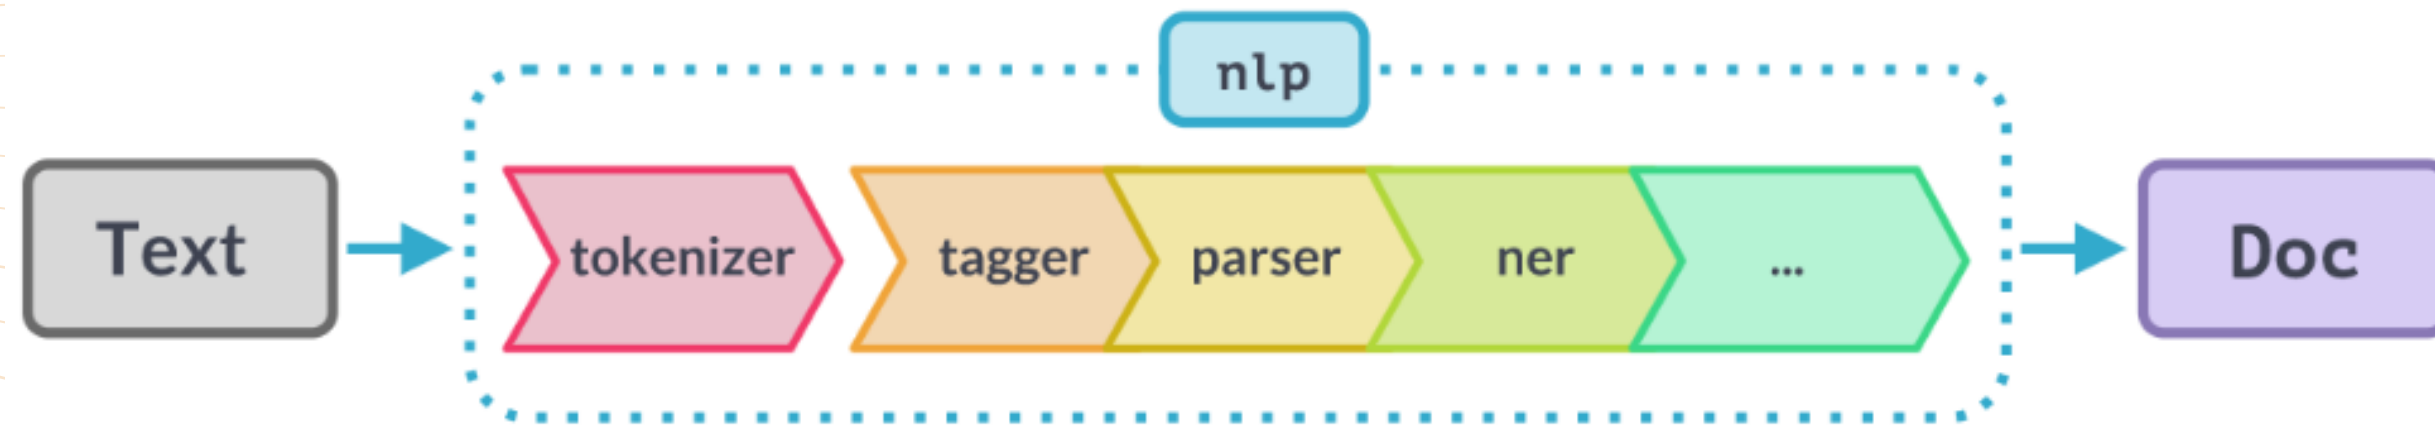 nlp
Text
tokenizer
tagger
parser
ner
...
Doc